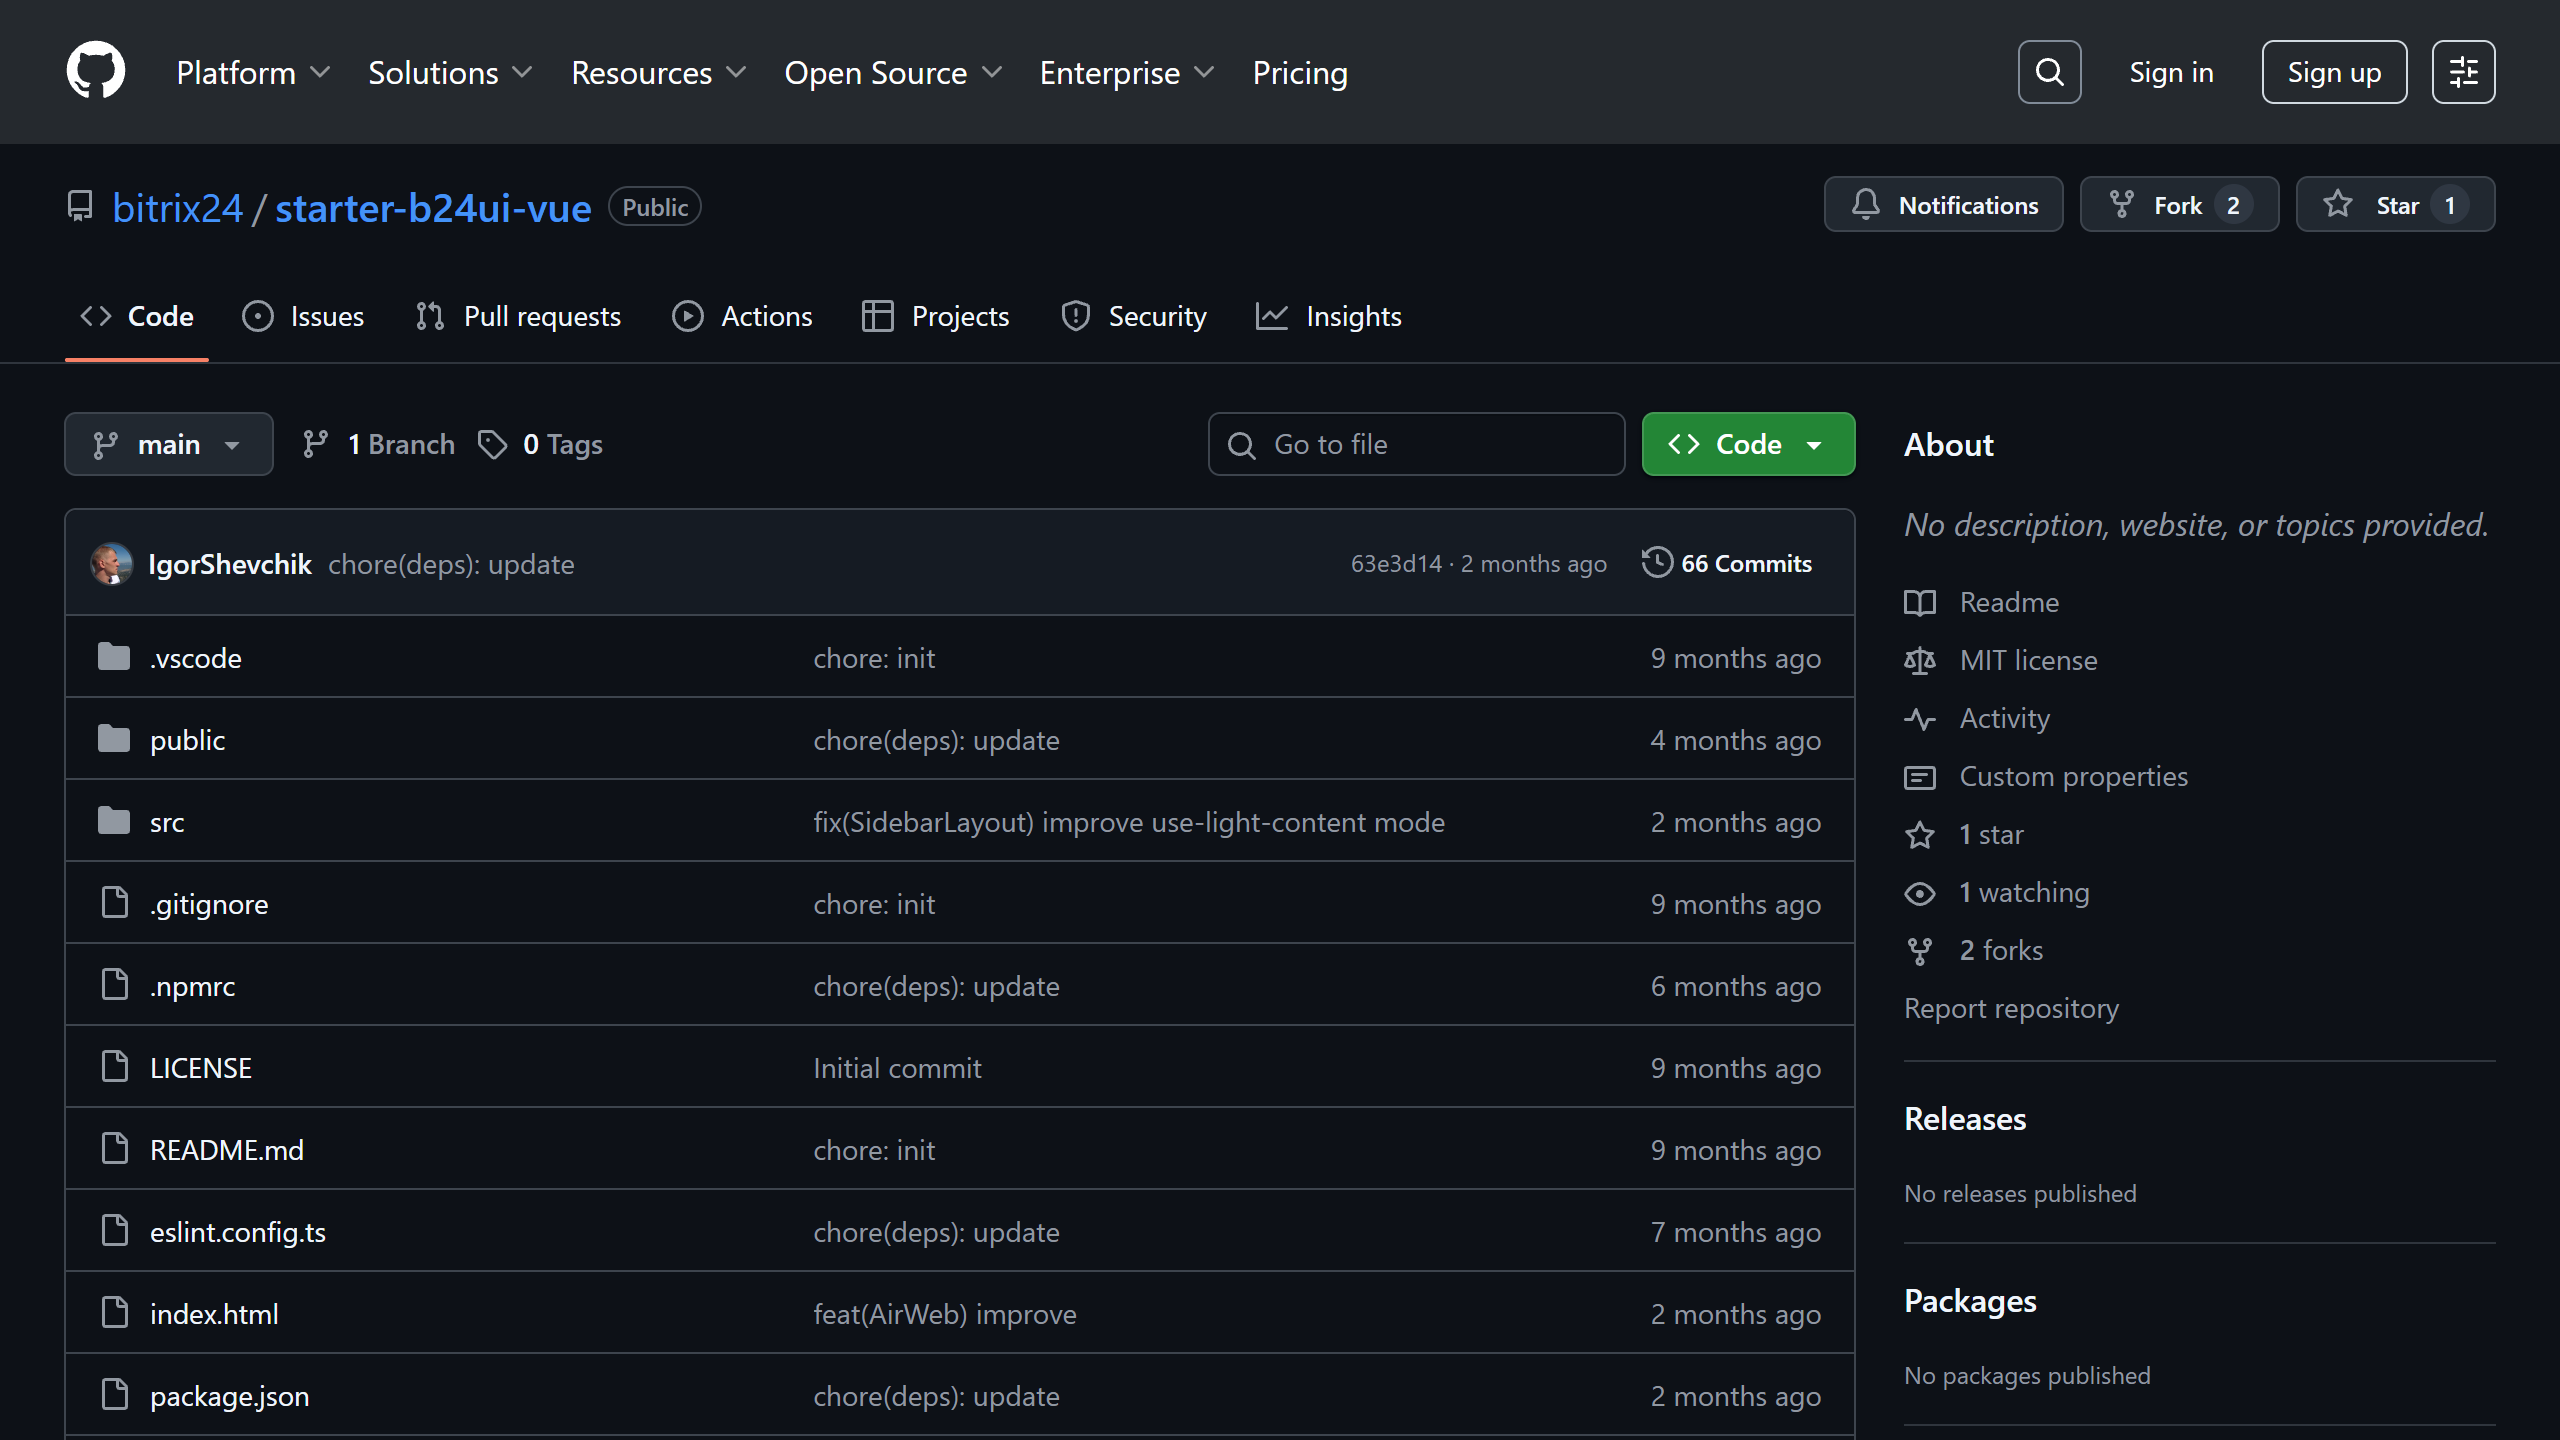 Platform Solutions Resources Open Source Enterprise Pricing Sign in Sign up
bitrix24 / starter-b24ui-vue Public Notifications Fork 2 Star 1
Code Issues Pull requests Actions Projects Security Insights
main 1 Branch 0 Tags Go to file Code
IgorShevchik chore(deps): update 63e3d14 · 2 months ago 66 Commits
.vscode chore: init 9 months ago
public chore(deps): update 4 months ago
src fix(SidebarLayout) improve use-light-content mode 2 months ago
.gitignore chore: init 9 months ago
.npmrc chore(deps): update 6 months ago
LICENSE Initial commit 9 months ago
README.md chore: init 9 months ago
eslint.config.ts chore(deps): update 7 months ago
index.html feat(AirWeb) improve 2 months ago
package.json chore(deps): update 2 months ago
About
No description, website, or topics provided.
Readme
MIT license
Activity
Custom properties
1 star
1 watching
2 forks
Report repository
Releases
No releases published
Packages
No packages published